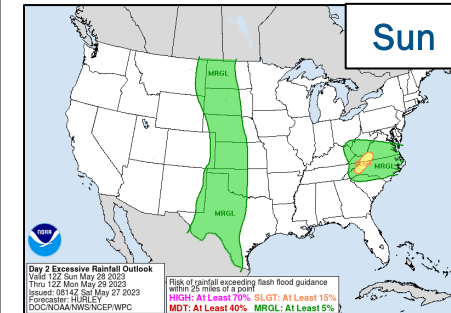 Sun
MRGL
MRGL
MRGL
NOAA
Day 2 Excessive Rainfall Outlook
Valid 12Z Sun May 28 2023
Thru 12Z Mon May 29 2023
Issued: 0814Z Sat May 27 2023
Forecaster: HURLEY
DOC/NOAA/NWS/NCEP/WPC
Risk of rainfall exceeding flash flood guidance
within 25 miles of a point
HIGH: At Least 70% SLGT: At Least 15%
MDT: At Least 40% MRGL: At Least 5%